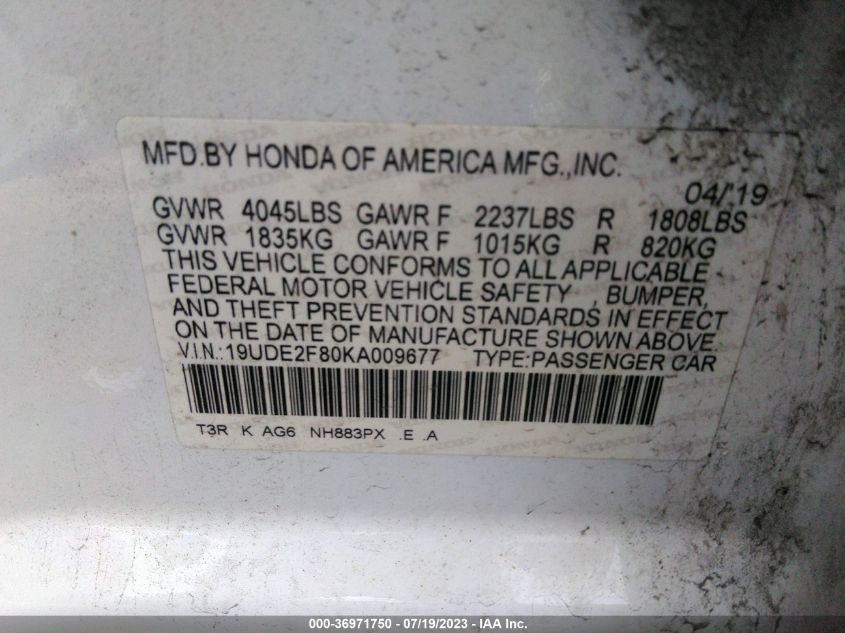 MFD.BY HONDA OF AMERICA MFG.,INC.
04/'19
GVWR 4045LBS GAWR F 2237LBS R 1808LBS
GVWR 1835KG GAWR F 1015KG R 820KG
THIS VEHICLE CONFORMS TO ALL APPLICABLE
FEDERAL MOTOR VEHICLE SAFETY , BUMPER,
AND THEFT PREVENTION STANDARDS IN EFFECT
ON THE DATE OF MANUFACTURE SHOWN ABOVE.
V.I.N.:19UDE2F80KA009677 TYPE:PASSENGER CAR
T3R K AG6 NH883PX .E .A
000-36971750 - 07/19/2023 - IAA Inc.